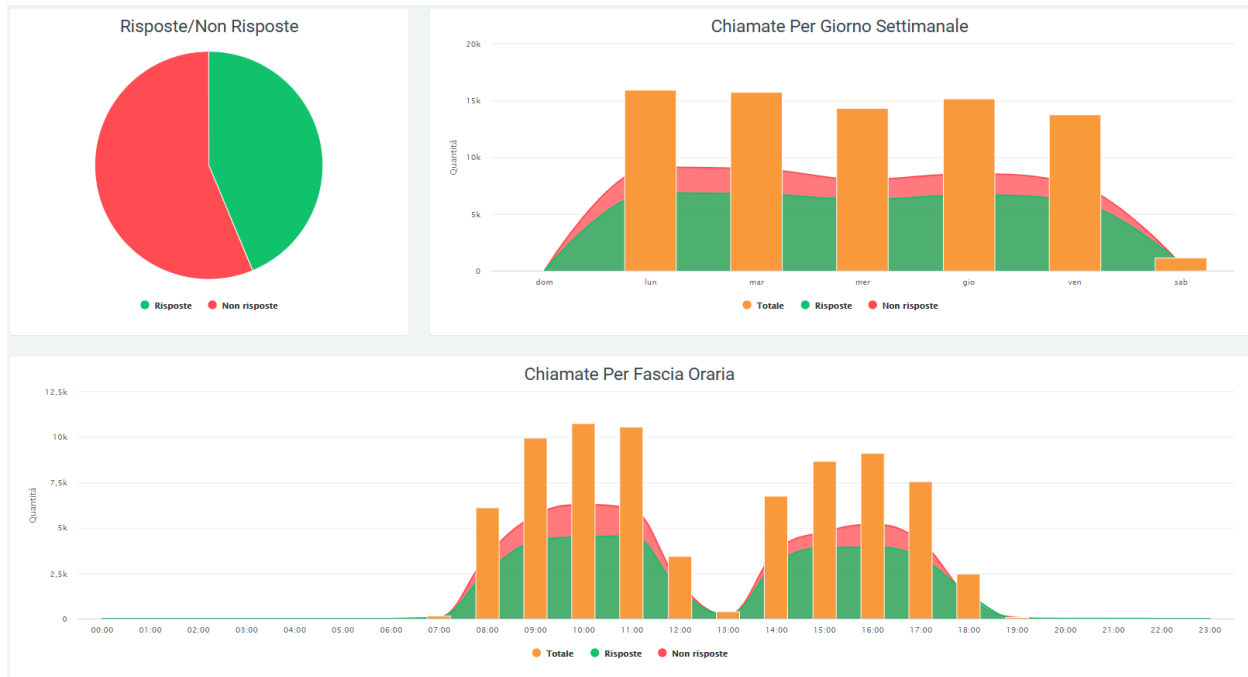 Risposte/Non Risposte
Risposte Non risposte
Chiamate Per Giorno Settimanale
20k
15k
10k
5k
0
Quantità
dom lun mar mer gio ven sab
Totale Risposte Non risposte
Chiamate Per Fascia Oraria
12,5k
10k
7,5k
5k
2,5k
0
Quantità
00:00 01:00 02:00 03:00 04:00 05:00 06:00 07:00 08:00 09:00 10:00 11:00 12:00 13:00 14:00 15:00 16:00 17:00 18:00 19:00 20:00 21:00 22:00 23:00
Totale Risposte Non risposte